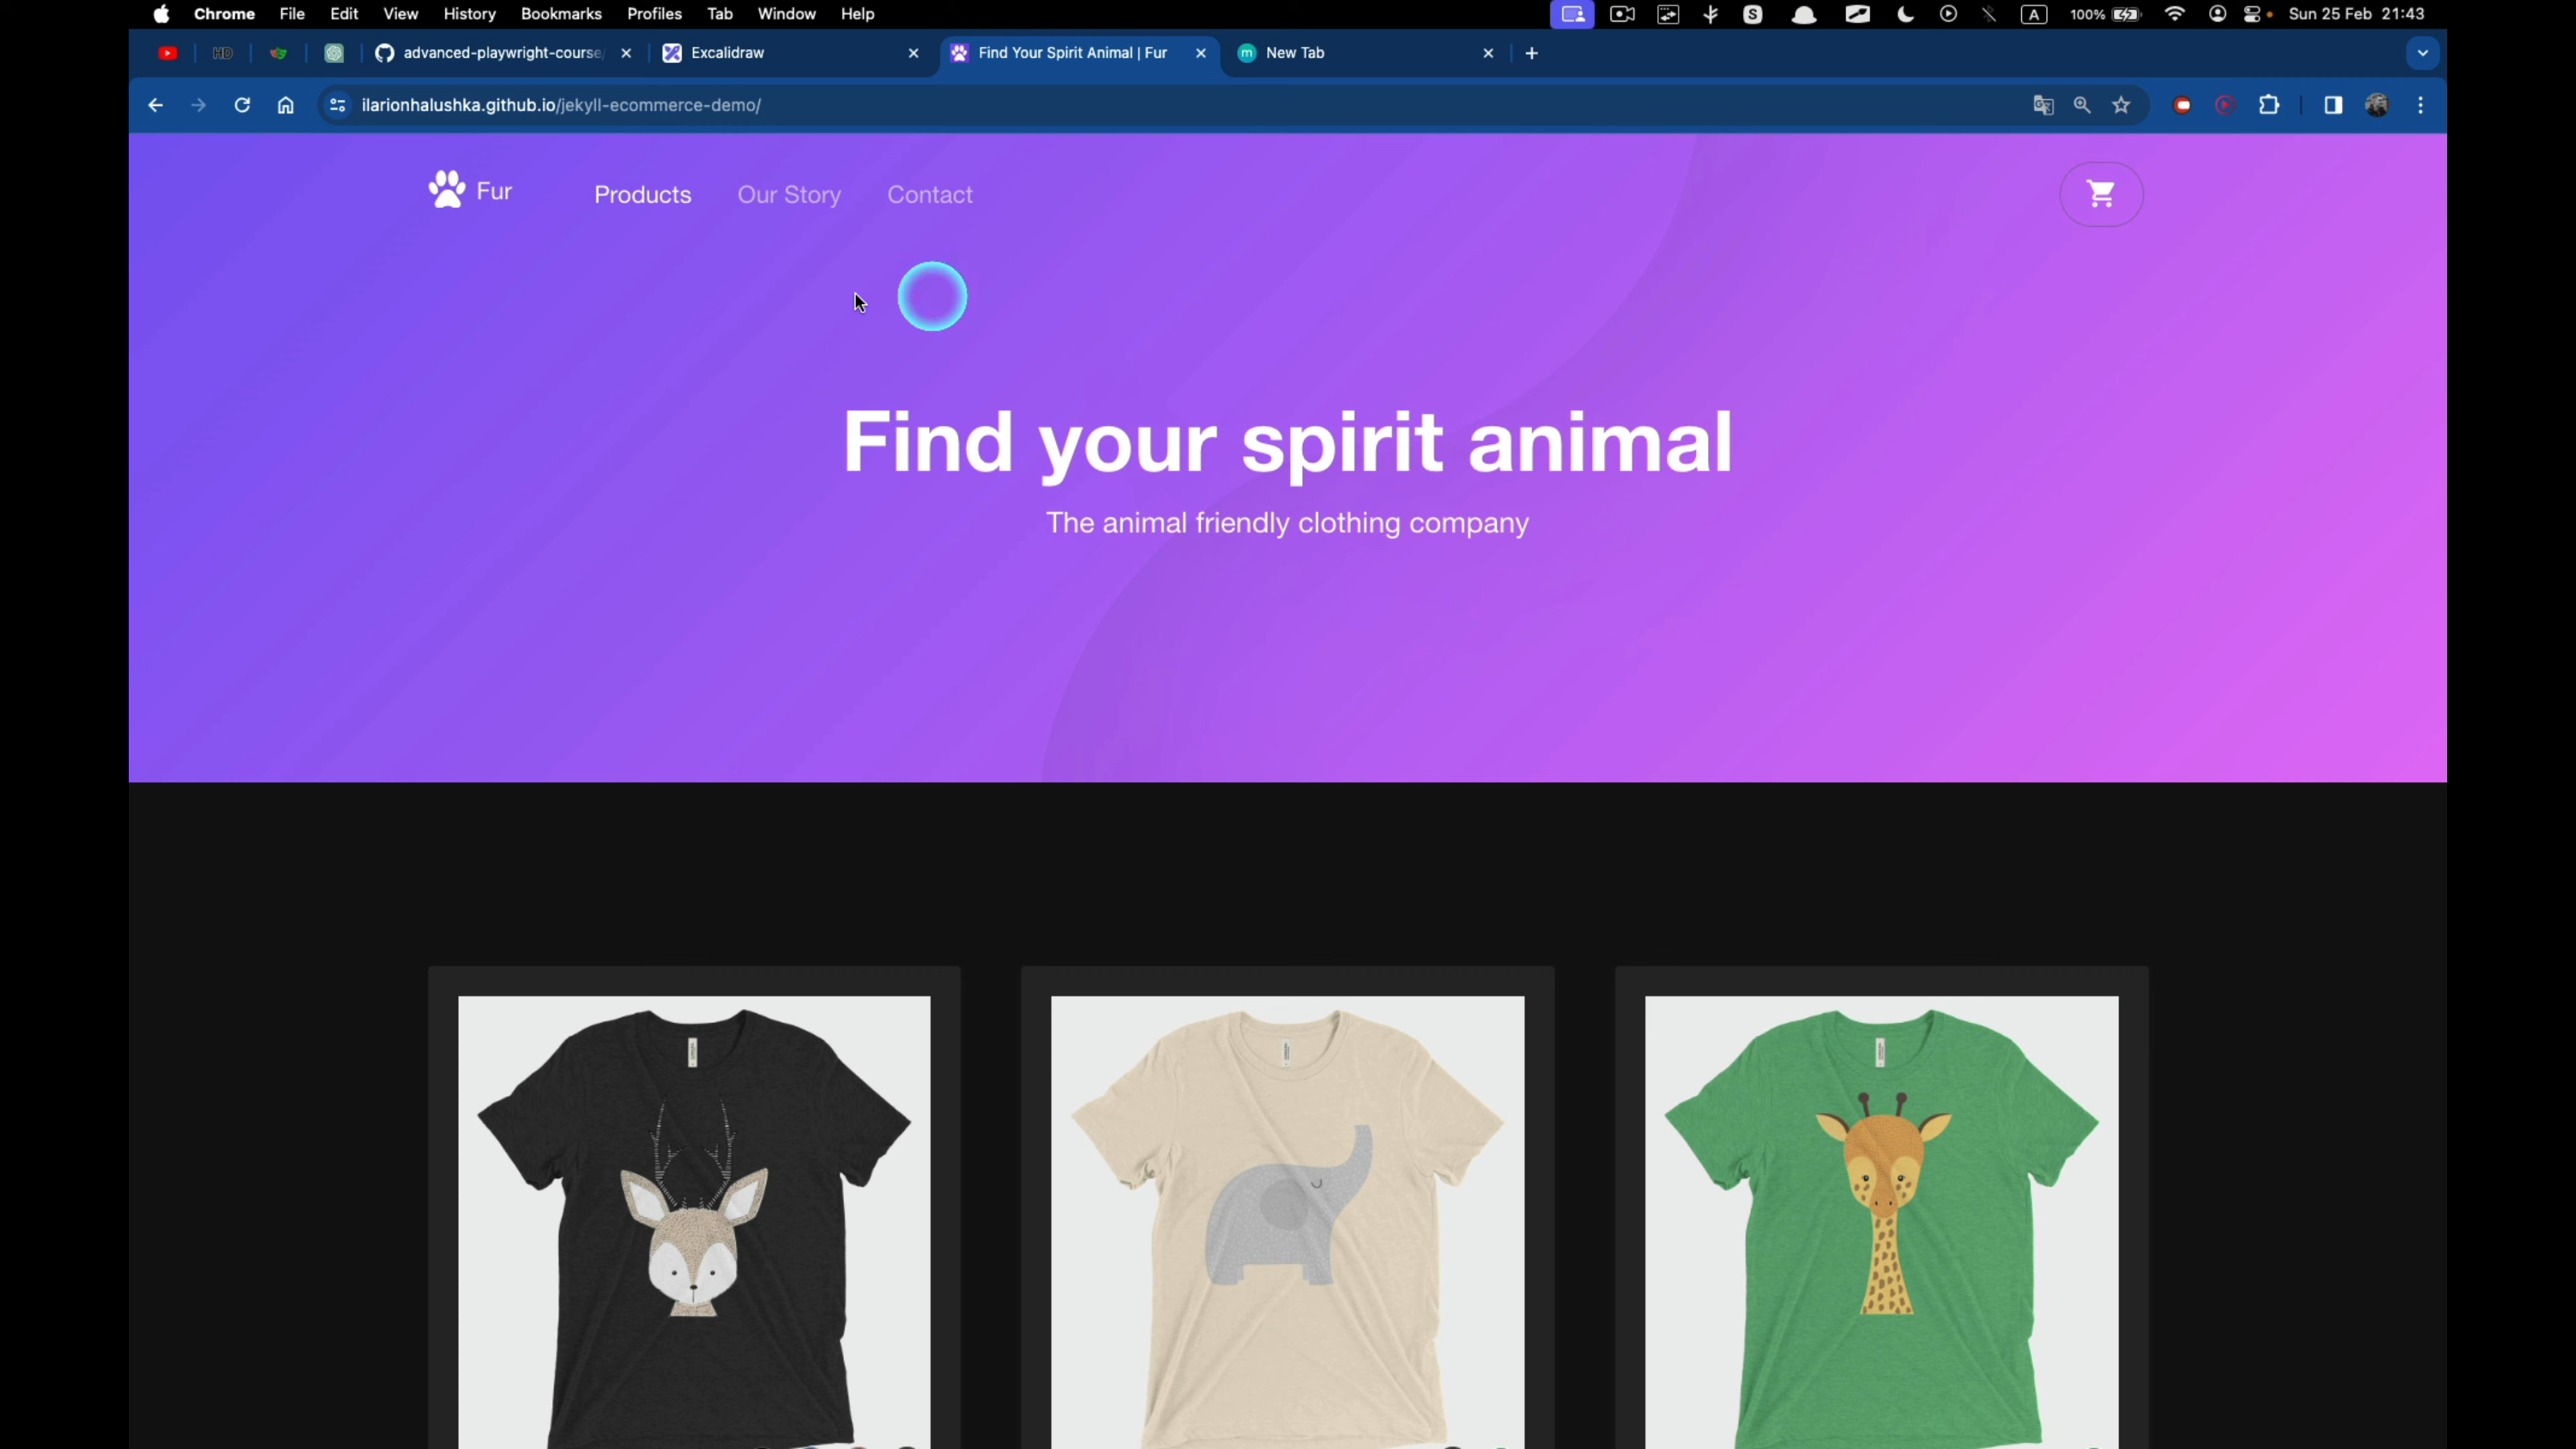 Chrome File Edit View History Bookmarks Profiles Tab Window Help
S A 100% Sun 25 Feb 21:43
HD advanced-playwright-course/ Excalidraw Find Your Spirit Animal | Fur m New Tab
ilarionhalushka.github.io/jekyll-ecommerce-demo/
Fur Products Our Story Contact
Find your spirit animal
The animal friendly clothing company